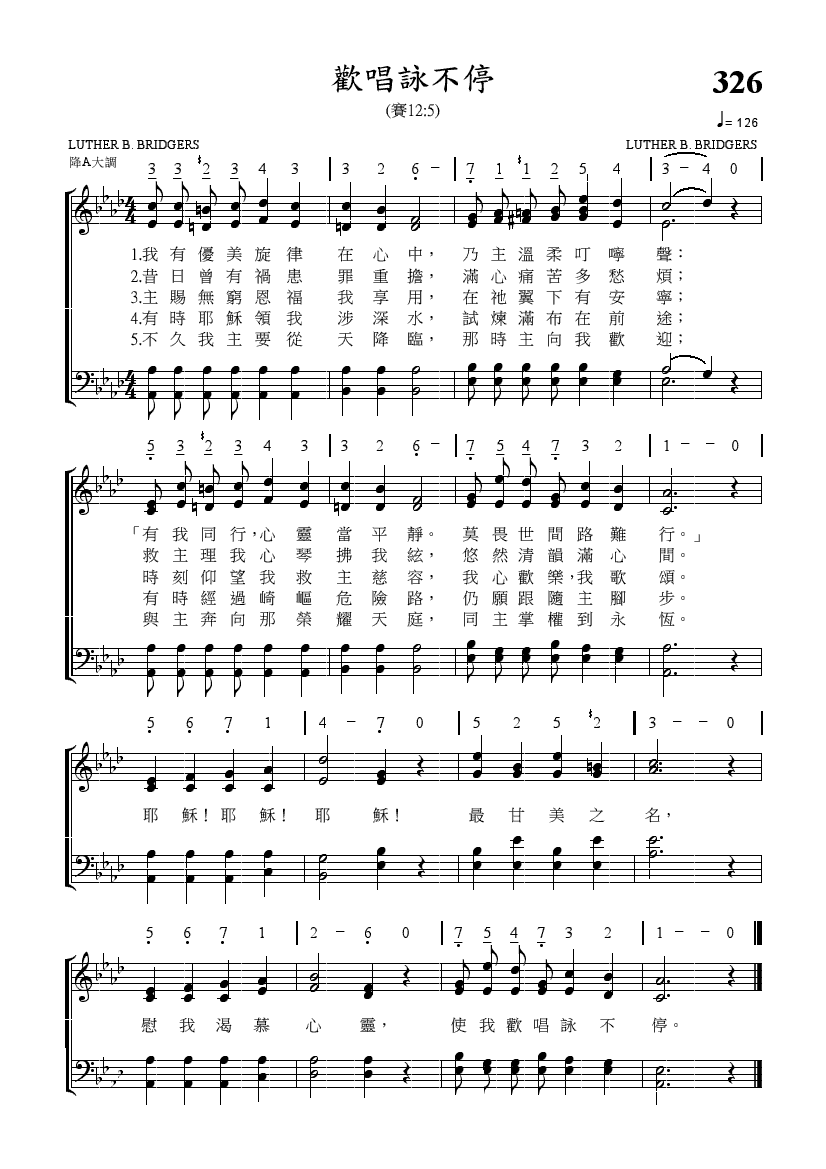 歡唱詠不停
326
(賽12:5)
♩= 126
LUTHER B. BRIDGERS LUTHER B. BRIDGERS
降A大調
3 3 2 3 4 3 | 3 2 6 – | 7 1 1 2 5 4 | 3 – 4 0 |
1.我有優美旋律在心中，乃主溫柔叮嚀聲：
2.昔日曾有禍患罪重擔，滿心痛苦多愁煩；
3.主賜無窮恩福我享用，在祂翼下有安寧；
4.有時耶穌領我涉深水，試煉滿布在前途；
5.不久我主要從天降臨，那時主向我歡迎；
5 3 2 3 4 3 | 3 2 6 – | 7 5 4 7 3 2 | 1 – – 0 |
「有我同行，心靈當平靜。莫畏世間路難行。」
救主理我心琴拂我絃，悠然清韻滿心間。
時刻仰望我救主慈容，我心歡樂，我歌頌。
有時經過崎嶇危險路，仍願跟隨主腳步。
與主奔向那榮耀天庭，同主掌權到永恆。
5 6 7 1 | 4 – 7 0 | 5 2 5 2 | 3 – – 0 |
耶穌！耶穌！耶穌！最甘美之名，
5 6 7 1 | 2 – 6 0 | 7 5 4 7 3 2 | 1 – – 0
慰我渴慕心靈，使我歡唱詠不停。